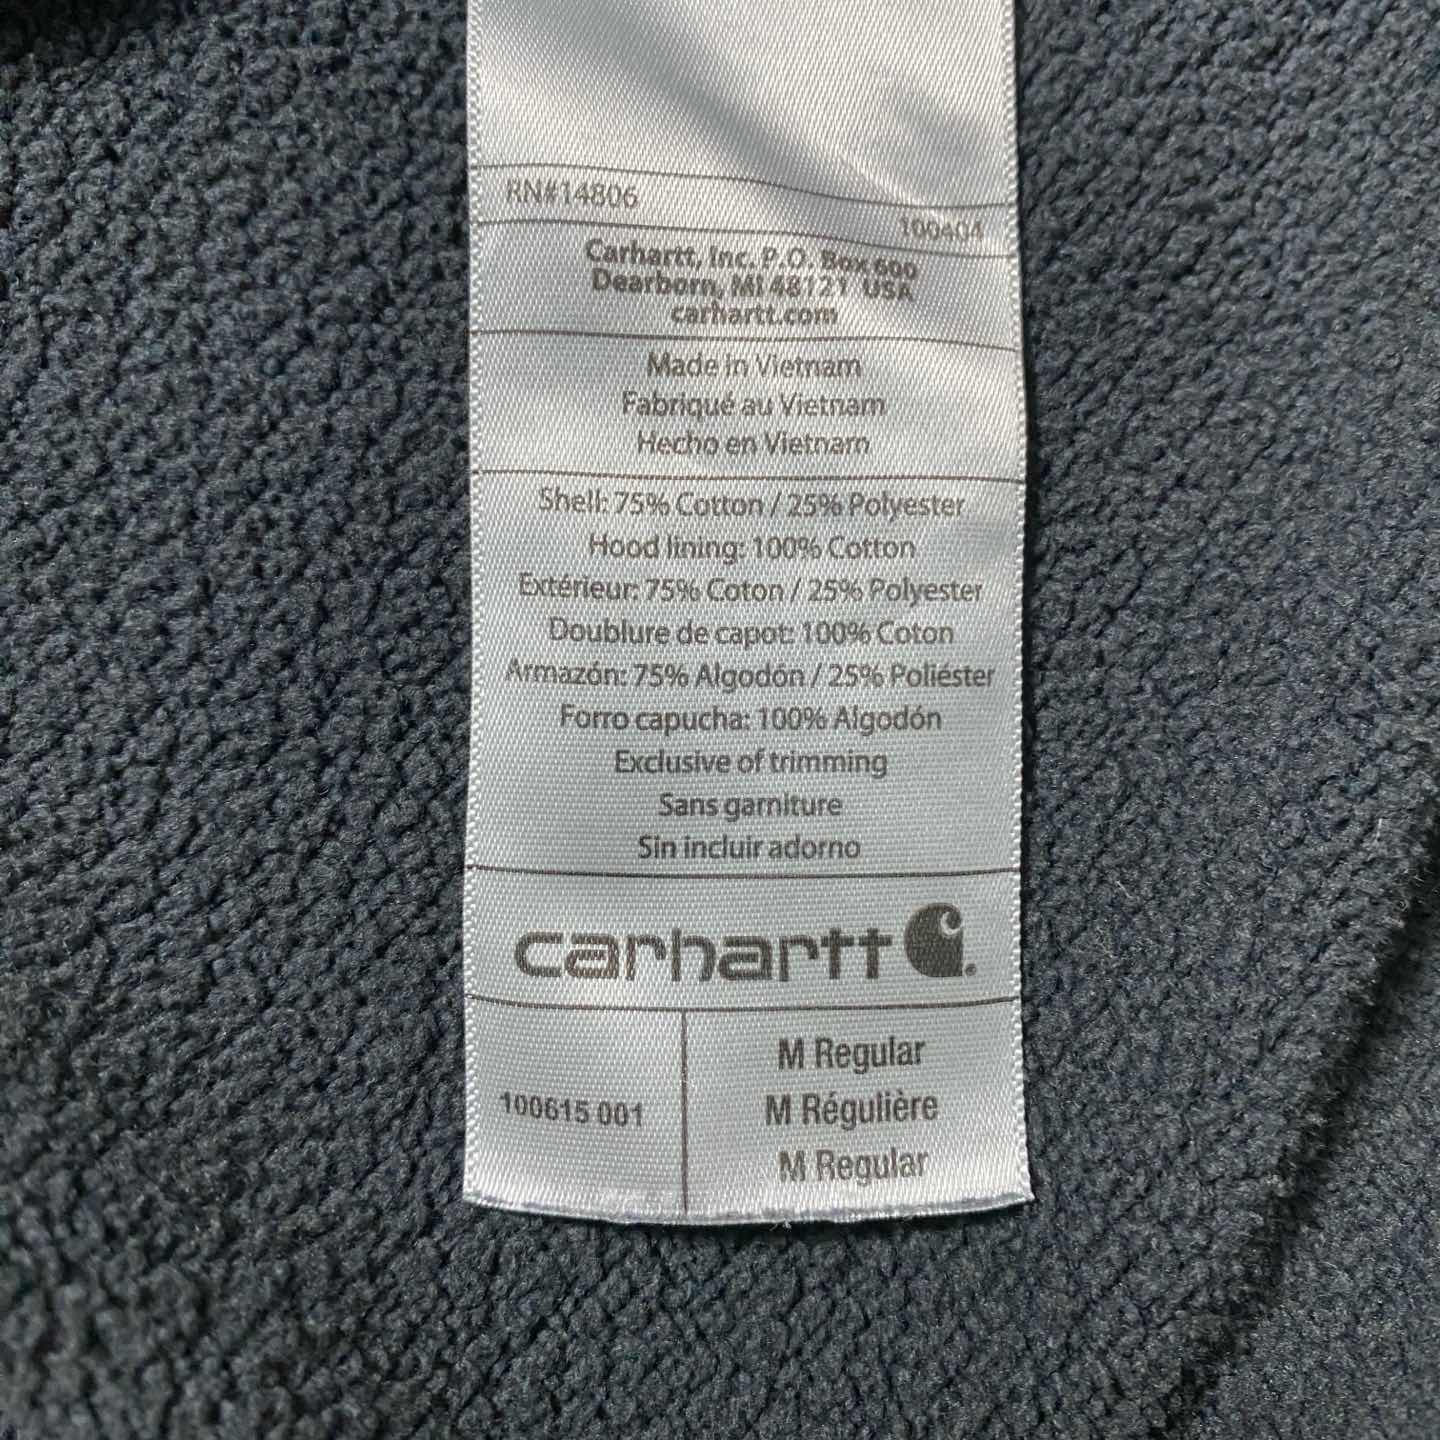 RN#14806
100404
Carhartt, Inc. P.O. Box 600
Dearborn, MI 48121 USA
carhartt.com
Made in Vietnam
Fabriqué au Vietnam
Hecho en Vietnam
Shell: 75% Cotton / 25% Polyester
Hood lining: 100% Cotton
Extérieur: 75% Coton / 25% Polyester
Doublure de capot: 100% Coton
Armazón: 75% Algodón / 25% Poliéster
Forro capucha: 100% Algodón
Exclusive of trimming
Sans garniture
Sin incluir adorno
carhartt
100615 001
M Regular
M Régulière
M Regular